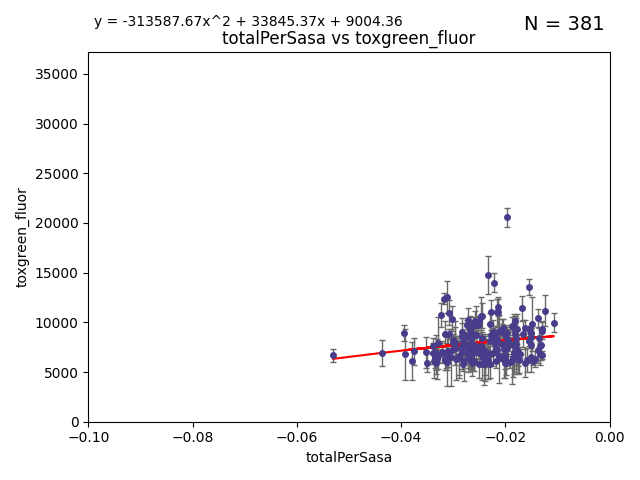 y = -313587.67x^2 + 33845.37x + 9004.36
N = 381
totalPerSasa vs toxgreen_fluor
35000
30000
25000
20000
15000
10000
5000
0
toxgreen_fluor
−0.10
−0.08
−0.06
−0.04
−0.02
0.00
totalPerSasa